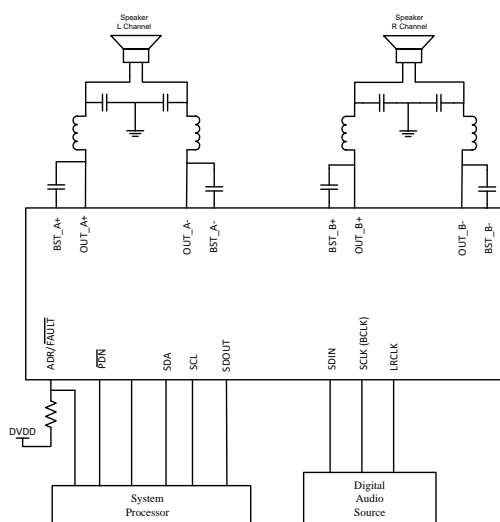 Speaker
L Channel
Speaker
R Channel
BST_A+
OUT_A+
OUT_A-
BST_A-
BST_B+
OUT_B+
OUT_B-
BST_B-
ADR/FAULT
PDN
SDA
SCL
SDOUT
SDIN
SCLK (BCLK)
LRCLK
DVDD
System
Processor
Digital
Audio
Source